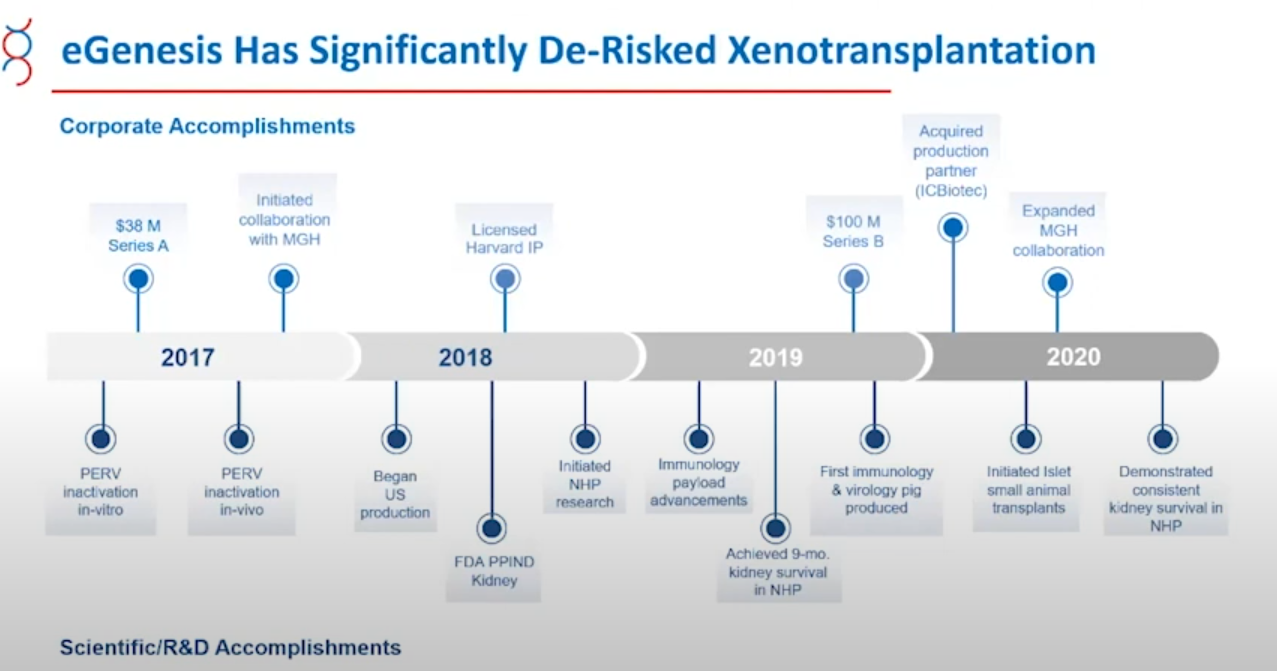 eGenesis Has Significantly De-Risked Xenotransplantation
Corporate Accomplishments
$38 M
Series A
Initiated
collaboration
with MGH
Licensed
Harvard IP
$100 M
Series B
Acquired
production
partner
(ICBiotec)
Expanded
MGH
collaboration
2017
2018
2019
2020
PERV
inactivation
in-vitro
PERV
inactivation
in-vivo
Began
US
production
FDA PPIND
Kidney
Initiated
NHP
research
Immunology
payload
advancements
Achieved 9-mo.
kidney survival
in NHP
First immunology
& virology pig
produced
Initiated Islet
small animal
transplants
Demonstrated
consistent
kidney survival in
NHP
Scientific/R&D Accomplishments